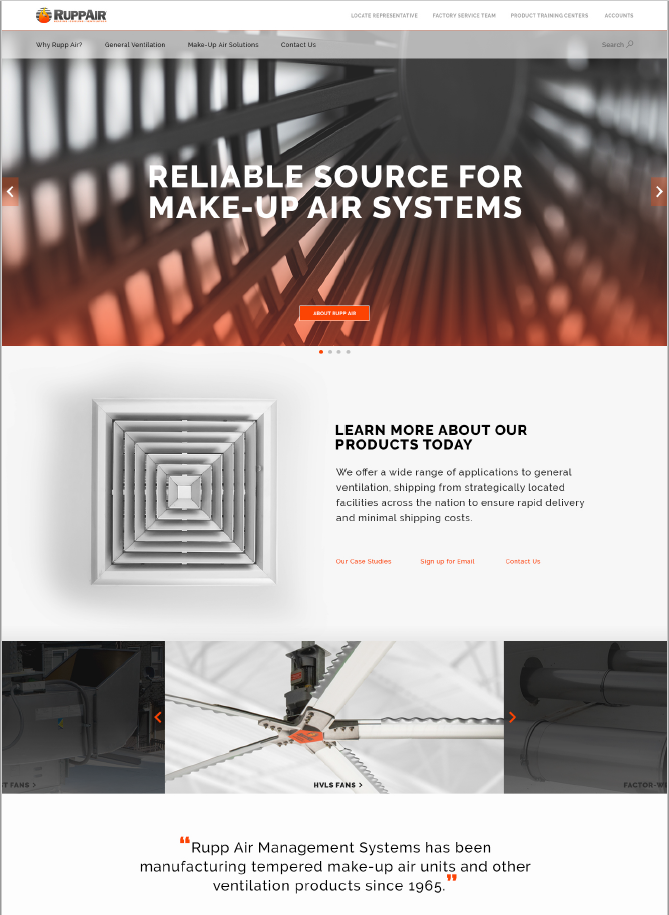 RUPPAIR
LOCATE REPRESENTATIVE FACTORY SERVICE TEAM PRODUCT TRAINING CENTERS ACCOUNTS
Why Rupp Air? General Ventilation Make-Up Air Solutions Contact Us Search
RELIABLE SOURCE FOR
MAKE-UP AIR SYSTEMS
ABOUT RUPP AIR
LEARN MORE ABOUT OUR
PRODUCTS TODAY
We offer a wide range of applications to general
ventilation, shipping from strategically located
facilities across the nation to ensure rapid delivery
and minimal shipping costs.
Our Case Studies Sign up for Email Contact Us
T FANS > HVLS FANS > FACTOR-W
“Rupp Air Management Systems has been
manufacturing tempered make-up air units and other
ventilation products since 1965.”